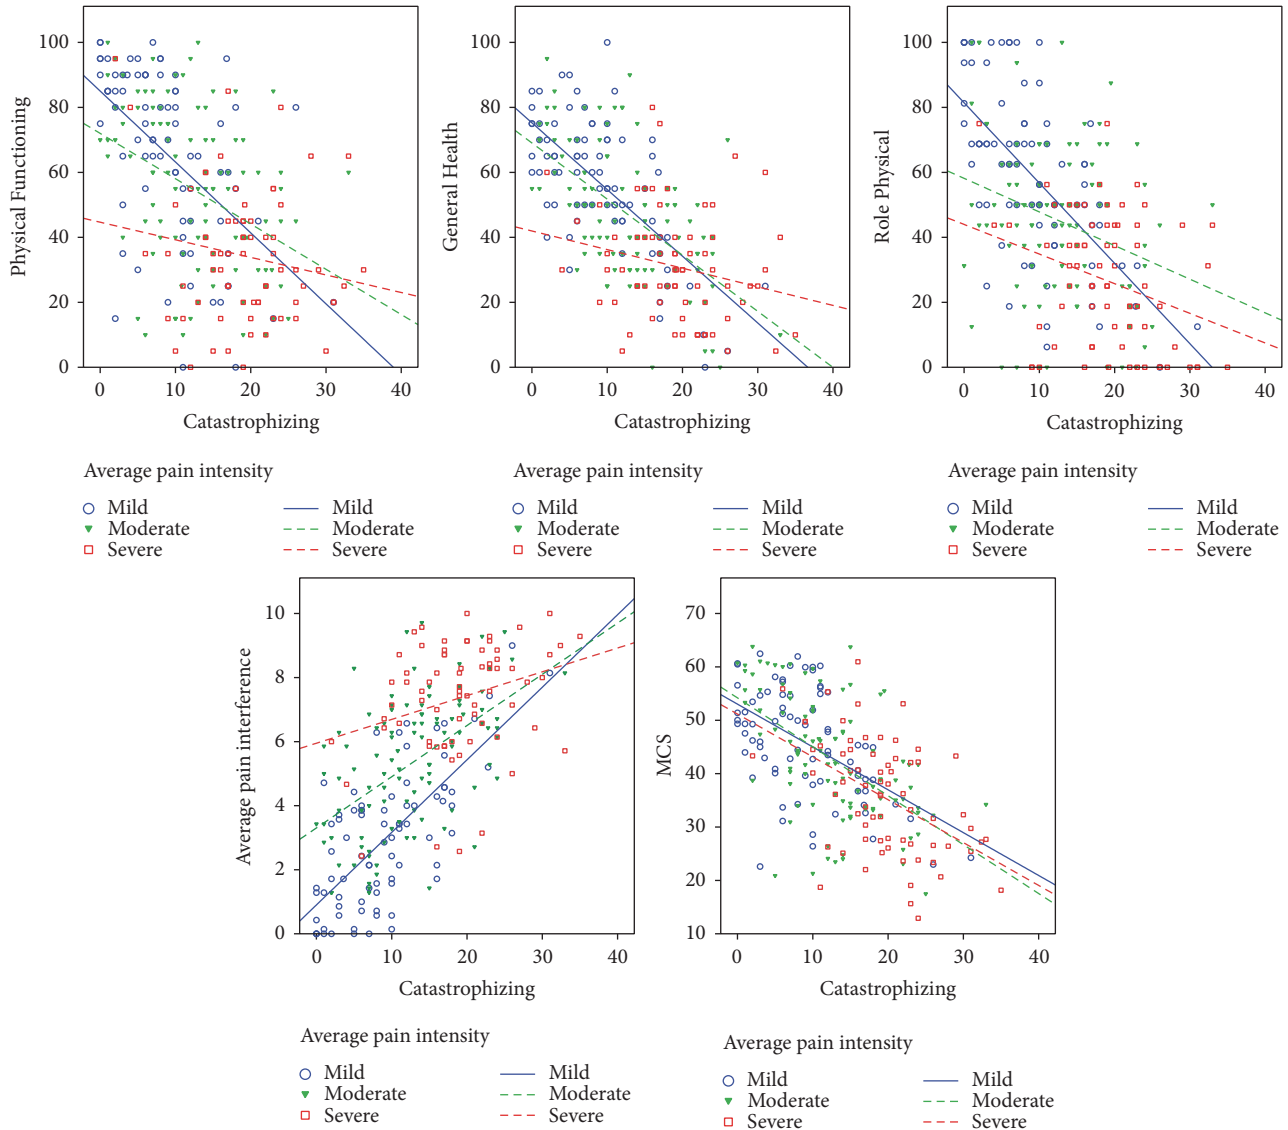 Physical Functioning
100
80
60
40
20
0
0 10 20 30 40
Catastrophizing
Average pain intensity
Mild Mild
Moderate Moderate
Severe Severe
General Health
100
80
60
40
20
0
0 10 20 30 40
Catastrophizing
Average pain intensity
Mild Mild
Moderate Moderate
Severe Severe
Role Physical
100
80
60
40
20
0
0 10 20 30 40
Catastrophizing
Average pain intensity
Mild Mild
Moderate Moderate
Severe Severe
Average pain interference
10
8
6
4
2
0
0 10 20 30 40
Catastrophizing
Average pain intensity
Mild Mild
Moderate Moderate
Severe Severe
MCS
70
60
50
40
30
20
10
0 10 20 30 40
Catastrophizing
Average pain intensity
Mild Mild
Moderate Moderate
Severe Severe